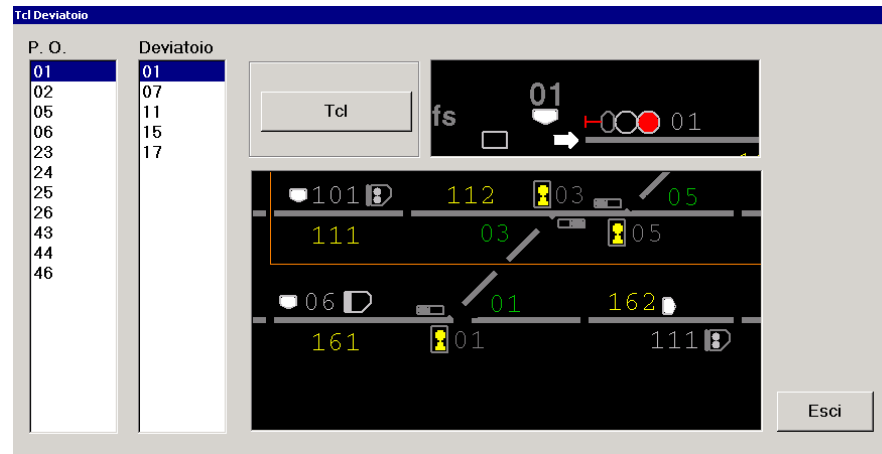 Tcl Deviatoio
P. O.
01
02
05
06
23
24
25
26
43
44
46
Deviatoio
01
07
11
15
17
Tcl
fs
01
01
101 112 03 05
111 03 05
06 01 162
161 01 111
Esci